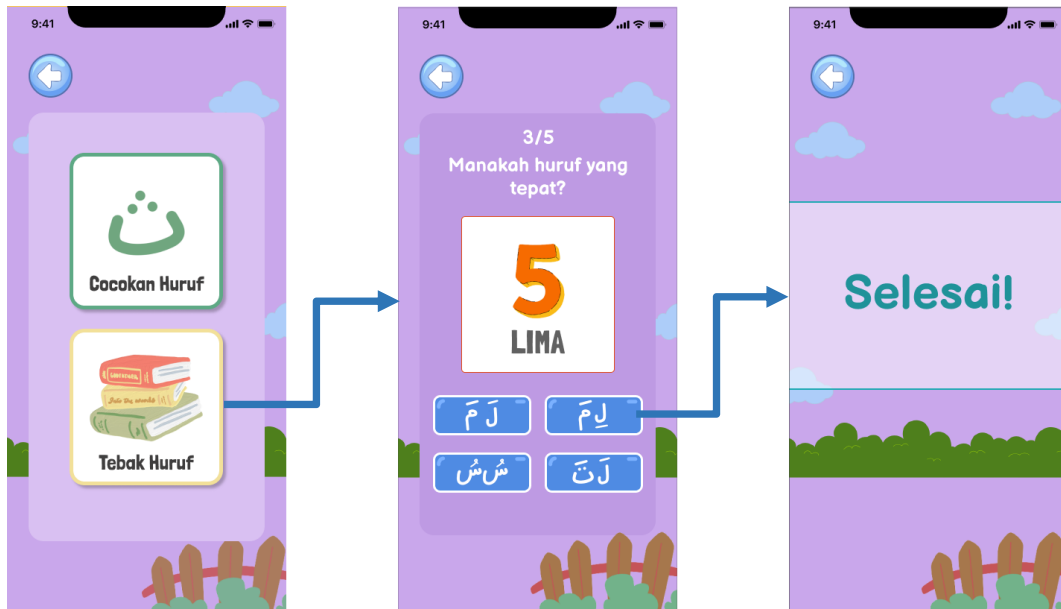 9:41
Cocokan Huruf
Tebak Huruf
9:41
3/5
Manakah huruf yang
tepat?
5
LIMA
لَ مَ
لِ مَ
سُ سُ
لَ تَ
9:41
Selesai!